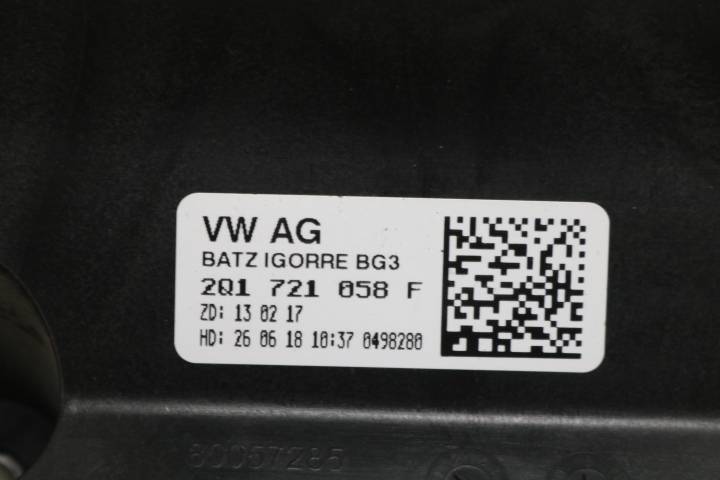 VW AG
BATZ IGORRE BG3
2Q1 721 058 F
ZD: 13 02 17
HD: 26 06 18 10:37 0498280
60057285